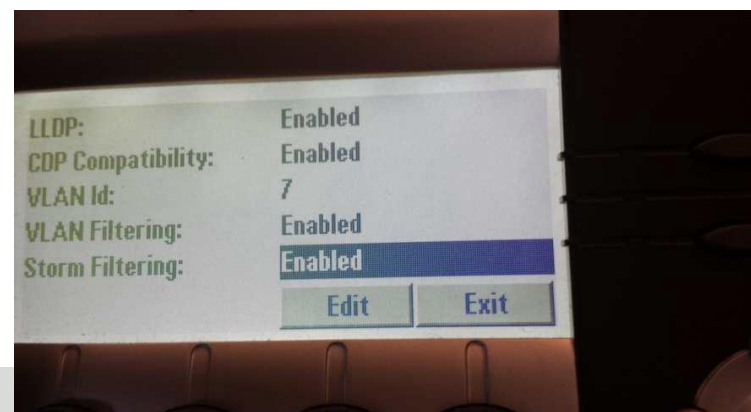 LLDP: Enabled
CDP Compatibility: Enabled
VLAN Id: 7
VLAN Filtering: Enabled
Storm Filtering: Enabled
Edit Exit